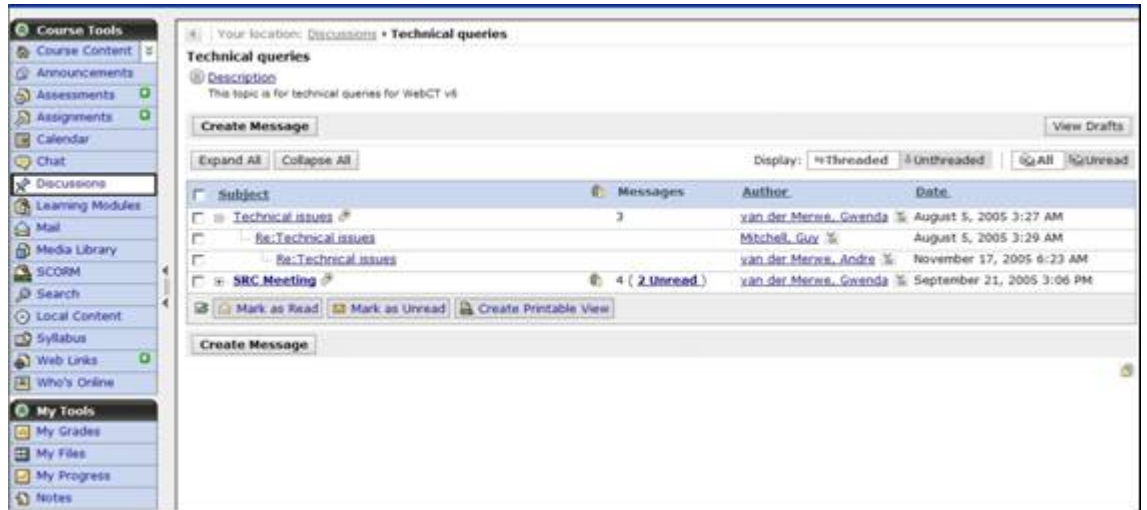 Course Tools
Course Content
Announcements
Assessments
Assignments
Calendar
Chat
Discussions
Learning Modules
Mail
Media Library
SCORM
Search
Local Content
Syllabus
Web Links
Who's Online
My Tools
My Grades
My Files
My Progress
Notes
Your location: Discussions • Technical queries
Technical queries
Description
This topic is for technical queries for WebCT v6
Create Message View Drafts
Expand All Collapse All Display: Threaded Unthreaded All Unread
Subject Messages Author Date
Technical issues 3 van der Merwe, Gwenda August 5, 2005 3:27 AM
Re:Technical issues Mitchell, Guy August 5, 2005 3:29 AM
Re:Technical issues van der Merwe, Andre November 17, 2005 6:23 AM
SRC Meeting 4 ( 2 Unread ) van der Merwe, Gwenda September 21, 2005 3:06 PM
Mark as Read Mark as Unread Create Printable View
Create Message